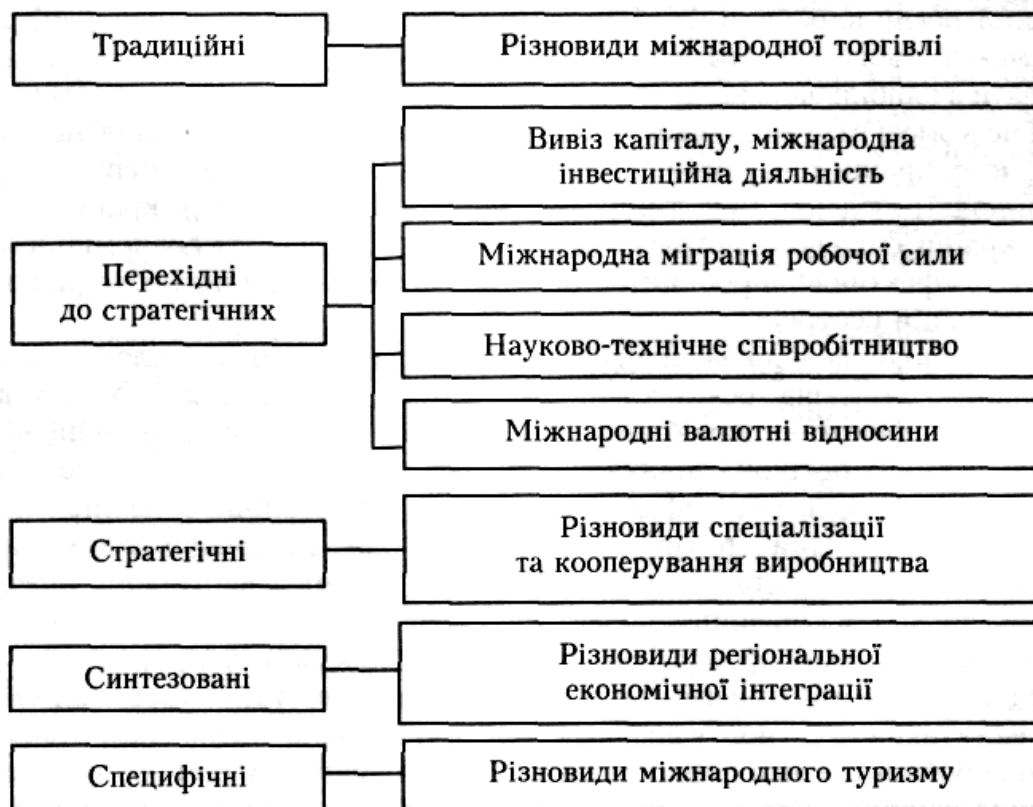 Традиційні
Різновиди міжнародної торгівлі
Вивіз капіталу, міжнародна
інвестиційна діяльність
Перехідні
до стратегічних
Міжнародна міграція робочої сили
Науково-технічне співробітництво
Міжнародні валютні відносини
Стратегічні
Різновиди спеціалізації
та кооперування виробництва
Синтезовані
Різновиди регіональної
економічної інтеграції
Специфічні
Різновиди міжнародного туризму